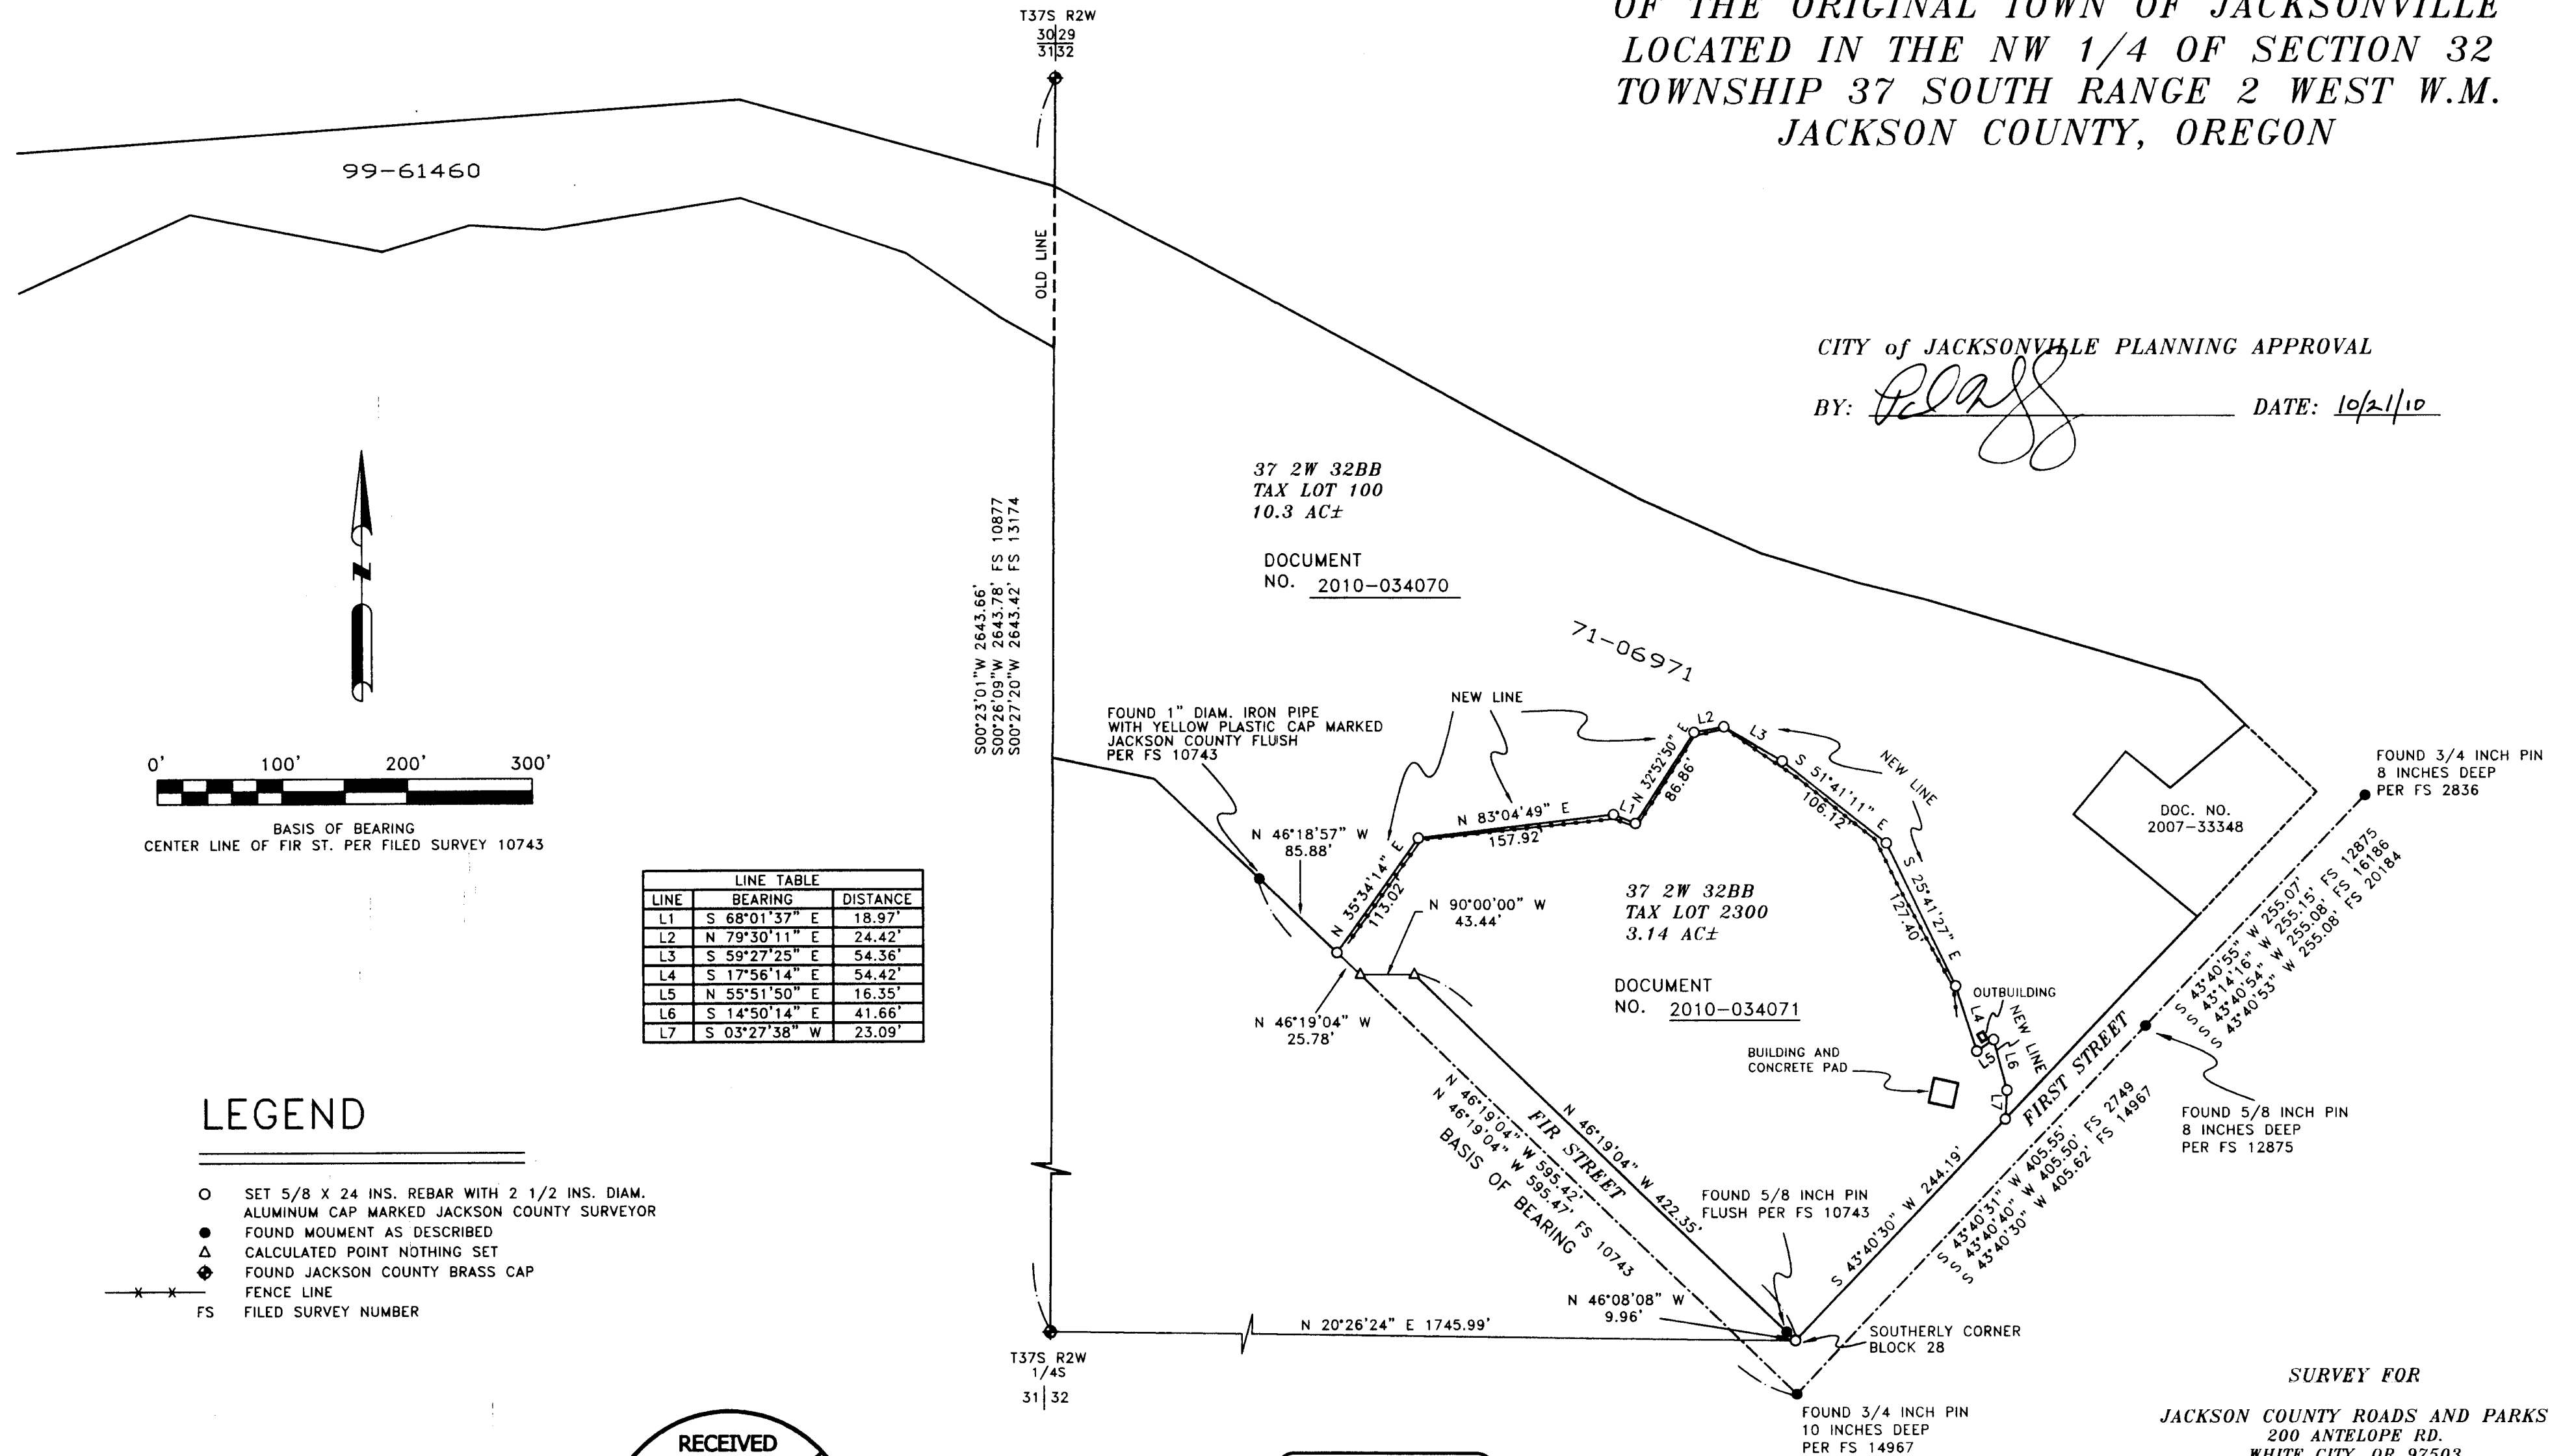 OF THE ORIGINAL TOWN OF JACKSONVILLE
LOCATED IN THE NW 1/4 OF SECTION 32
TOWNSHIP 37 SOUTH RANGE 2 WEST W.M.
JACKSON COUNTY, OREGON
T37S R2W
30|29
31|32
99-61460
OLD LINE
CITY of JACKSONVILLE PLANNING APPROVAL
BY:
DATE: 10/21/10
37 2W 32BB
TAX LOT 100
10.3 AC±
DOCUMENT
NO. 2010-034070
S00°23'01"W 2643.66'
S00°26'09"W 2643.78' FS 10877
S00°27'20"W 2643.42' FS 13174
N
0' 100' 200' 300'
BASIS OF BEARING
CENTER LINE OF FIR ST. PER FILED SURVEY 10743
71-06971
FOUND 1" DIAM. IRON PIPE
WITH YELLOW PLASTIC CAP MARKED
JACKSON COUNTY FLUSH
PER FS 10743
NEW LINE
N 46°18'57" W
85.88'
N 35°34'14" E
113.02'
N 83°04'49" E
157.92'
L1
N 32°52'50" E
86.86'
L2
L3
NEW LINE
S 51°41'11" E
106.12'
S 25°41'27" E
127.40'
FOUND 3/4 INCH PIN
8 INCHES DEEP
PER FS 2836
DOC. NO.
2007-33348
LINE TABLE
LINE BEARING DISTANCE
L1 S 68°01'37" E 18.97'
L2 N 79°30'11" E 24.42'
L3 S 59°27'25" E 54.36'
L4 S 17°56'14" E 54.42'
L5 N 55°51'50" E 16.35'
L6 S 14°50'14" E 41.66'
L7 S 03°27'38" W 23.09'
N 90°00'00" W
43.44'
37 2W 32BB
TAX LOT 2300
3.14 AC±
DOCUMENT
NO. 2010-034071
N 46°19'04" W
25.78'
OUTBUILDING
L4
NEW LINE
L5
L6
L7
BUILDING AND
CONCRETE PAD
S 43°40'55" W 255.07'
S 43°14'16" W 255.15' FS 12875
S 43°40'54" W 255.08' FS 16186
S 43°40'53" W 255.08' FS 20184
FIRST STREET
FOUND 5/8 INCH PIN
8 INCHES DEEP
PER FS 12875
S 43°40'31" W 405.55'
S 43°40'40" W 405.50' FS 2749
S 43°40'30" W 405.62' FS 14967
S 43°40'30" W 244.19'
N 46°19'04" W 422.35'
FIR STREET
N 46°19'04" W 595.42'
N 46°19'04" W 595.47' FS 10743
BASIS OF BEARING
FOUND 5/8 INCH PIN
FLUSH PER FS 10743
N 46°08'08" W
9.96'
N 20°26'24" E 1745.99'
SOUTHERLY CORNER
BLOCK 28
LEGEND
SET 5/8 X 24 INS. REBAR WITH 2 1/2 INS. DIAM.
ALUMINUM CAP MARKED JACKSON COUNTY SURVEYOR
FOUND MOUMENT AS DESCRIBED
CALCULATED POINT NOTHING SET
FOUND JACKSON COUNTY BRASS CAP
FENCE LINE
FS FILED SURVEY NUMBER
T37S R2W
1/4S
31|32
FOUND 3/4 INCH PIN
10 INCHES DEEP
PER FS 14967
RECEIVED
SURVEY FOR
JACKSON COUNTY ROADS AND PARKS
200 ANTELOPE RD.
WHITE CITY, OR 97503